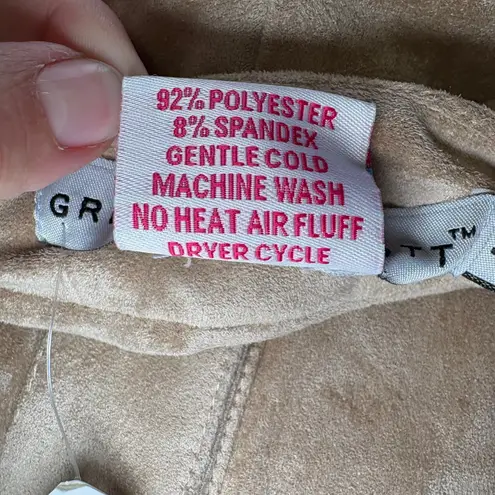 92% POLYESTER
8% SPANDEX
GENTLE COLD
MACHINE WASH
NO HEAT AIR FLUFF
DRYER CYCLE